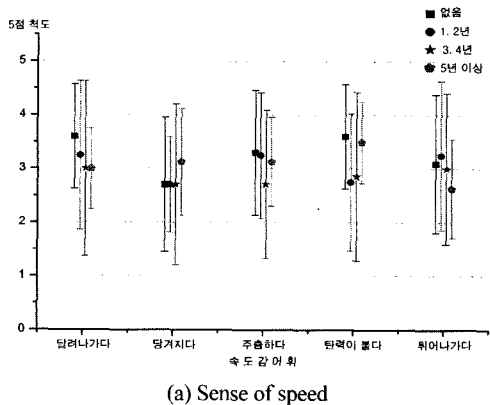 5점 척도
■ 없음
● 1. 2년
★ 3. 4년
5년 이상
5
4
3
2
1
0
달려나가다 당겨지다 주춤하다 탄력이 붙다 튀어나가다
속 도 감 어 휘
(a) Sense of speed